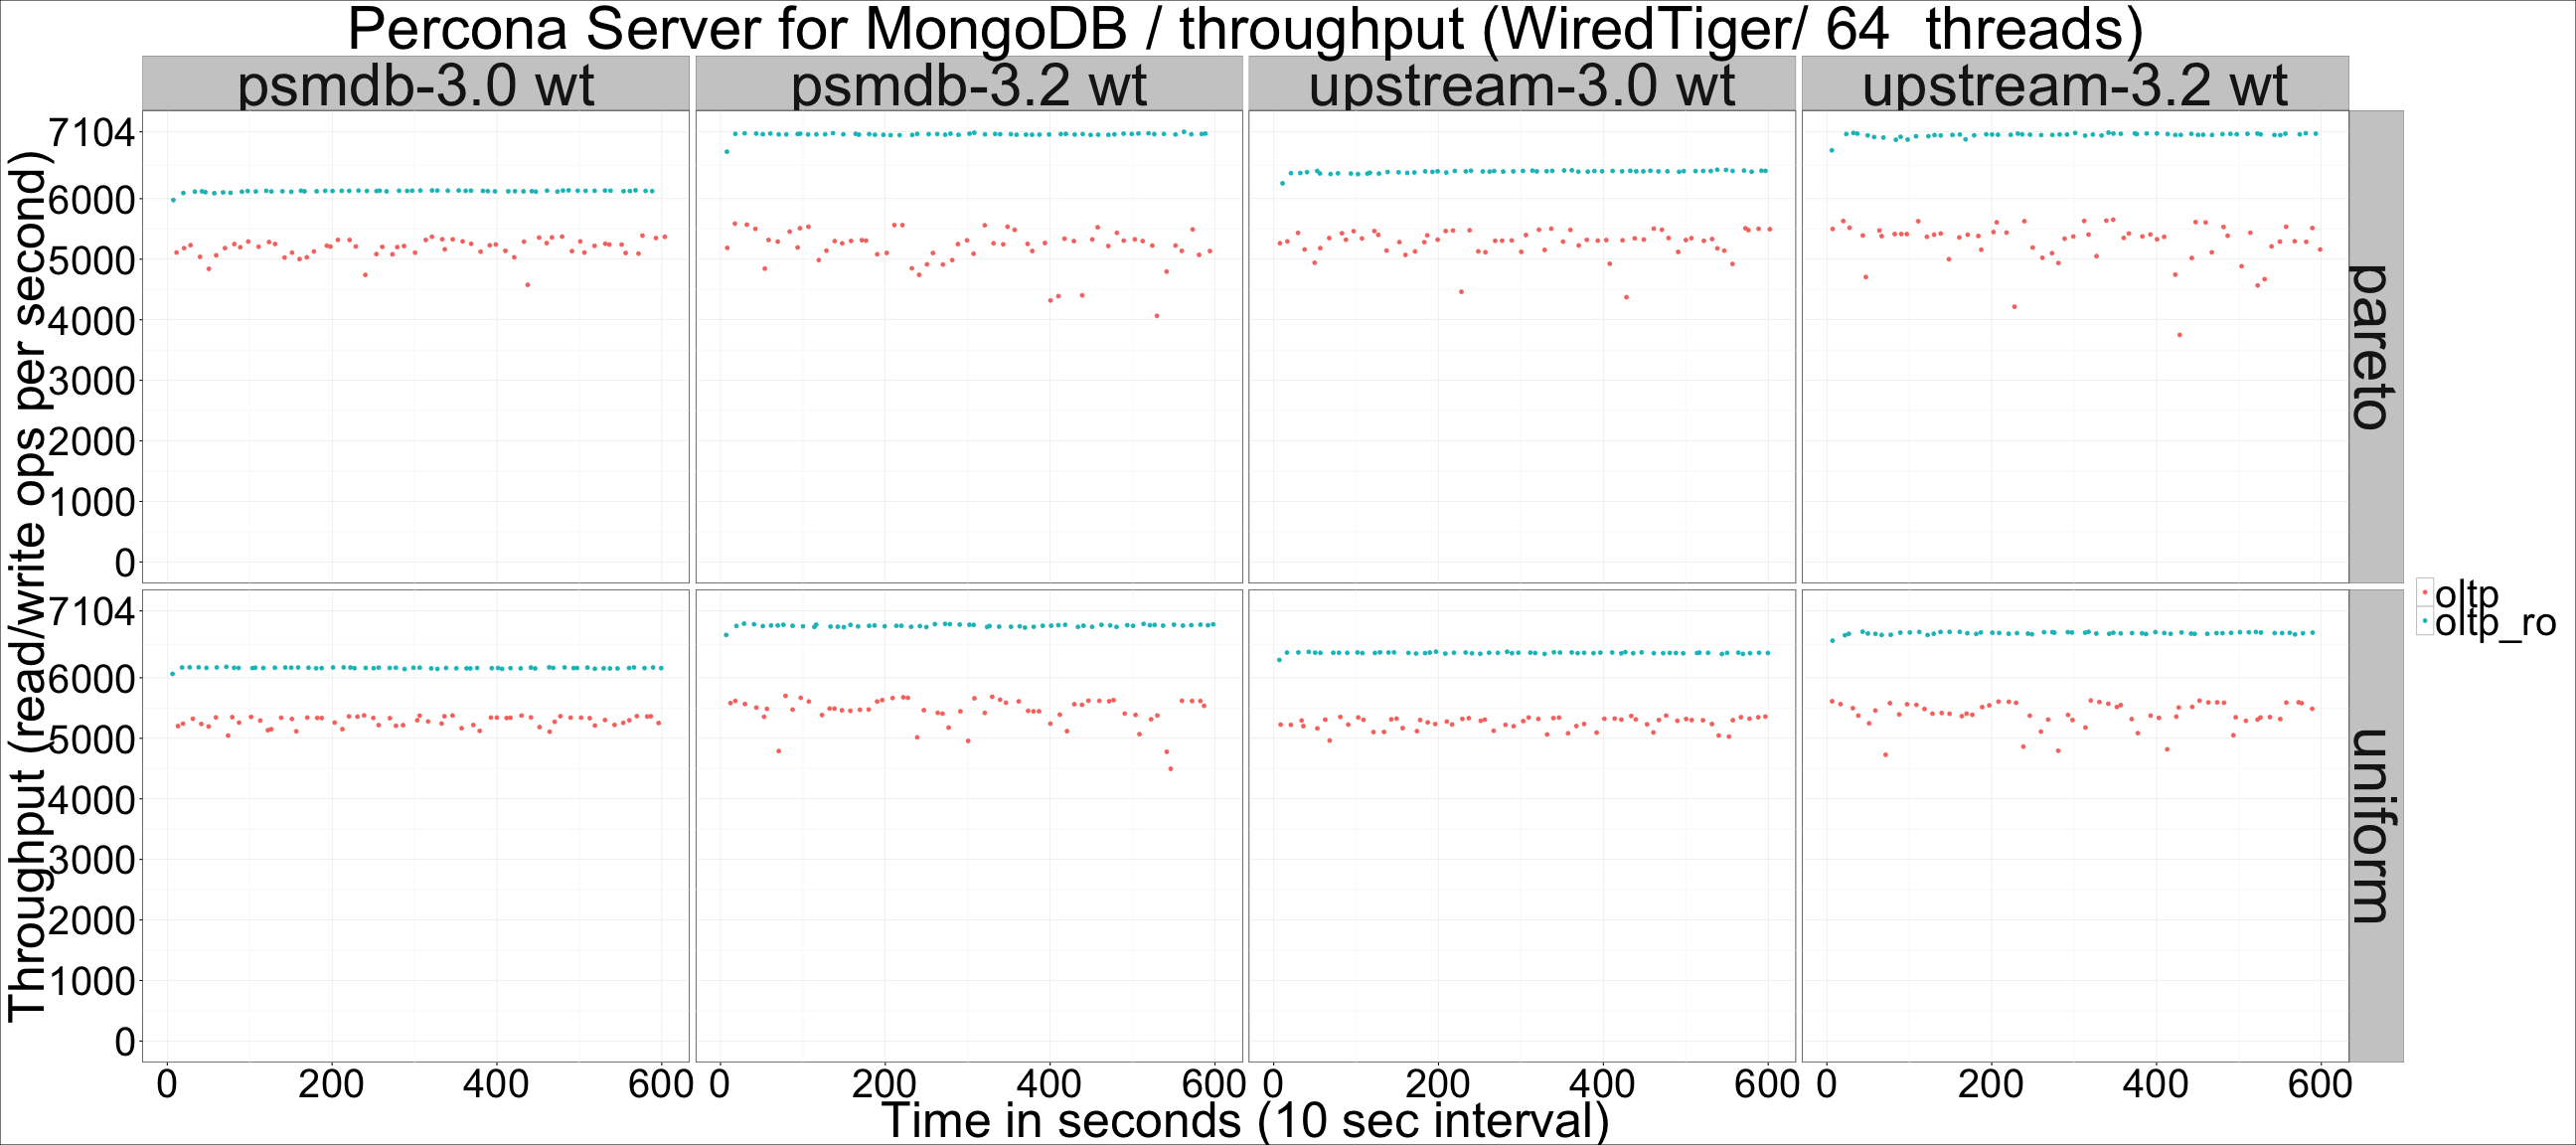 Percona Server for MongoDB / throughput (WiredTiger/ 64  threads)
psmdb-3.0 wt
psmdb-3.2 wt
upstream-3.0 wt
upstream-3.2 wt
Throughput (read/write ops per second)
7104
6000
5000
4000
3000
2000
1000
0
pareto
7104
6000
5000
4000
3000
2000
1000
0
uniform
oltp
oltp_ro
0 200 400 600
0 200 400 600
0 200 400 600
0 200 400 600
Time in seconds (10 sec interval)